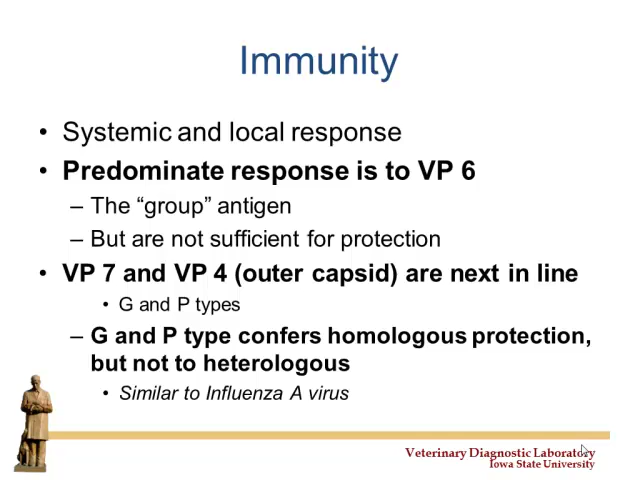 Immunity
• Systemic and local response
• Predominate response is to VP 6
– The “group” antigen
– But are not sufficient for protection
• VP 7 and VP 4 (outer capsid) are next in line
• G and P types
– G and P type confers homologous protection,
but not to heterologous
• Similar to Influenza A virus
Veterinary Diagnostic Laboratory
Iowa State University